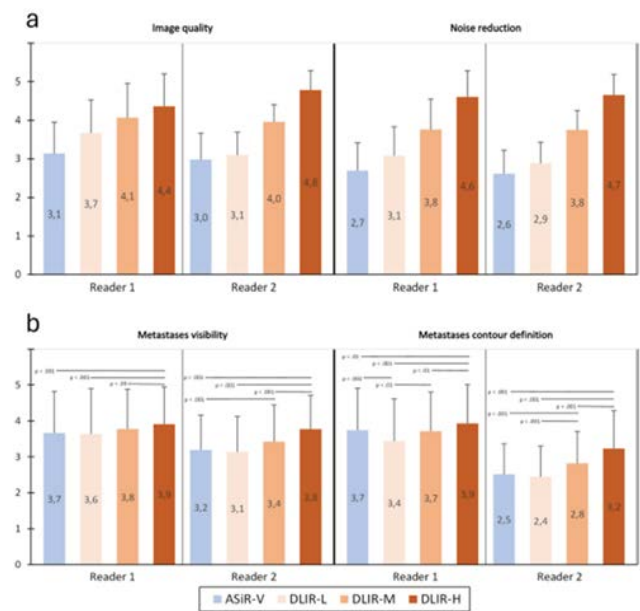 a
Image quality
Noise reduction
5
4
3
2
1
0
3,1
3,7
4,1
4,4
3,0
3,1
4,0
4,8
2,7
3,1
3,8
4,6
2,6
2,9
3,8
4,7
Reader 1
Reader 2
Reader 1
Reader 2
b
Metastases visibility
Metastases contour definition
5
4
3
2
1
0
3,7
3,6
3,8
3,9
3,2
3,1
3,4
3,8
3,7
3,4
3,7
3,9
2,5
2,4
2,8
3,2
Reader 1
Reader 2
Reader 1
Reader 2
ASiR-V
DLIR-L
DLIR-M
DLIR-H